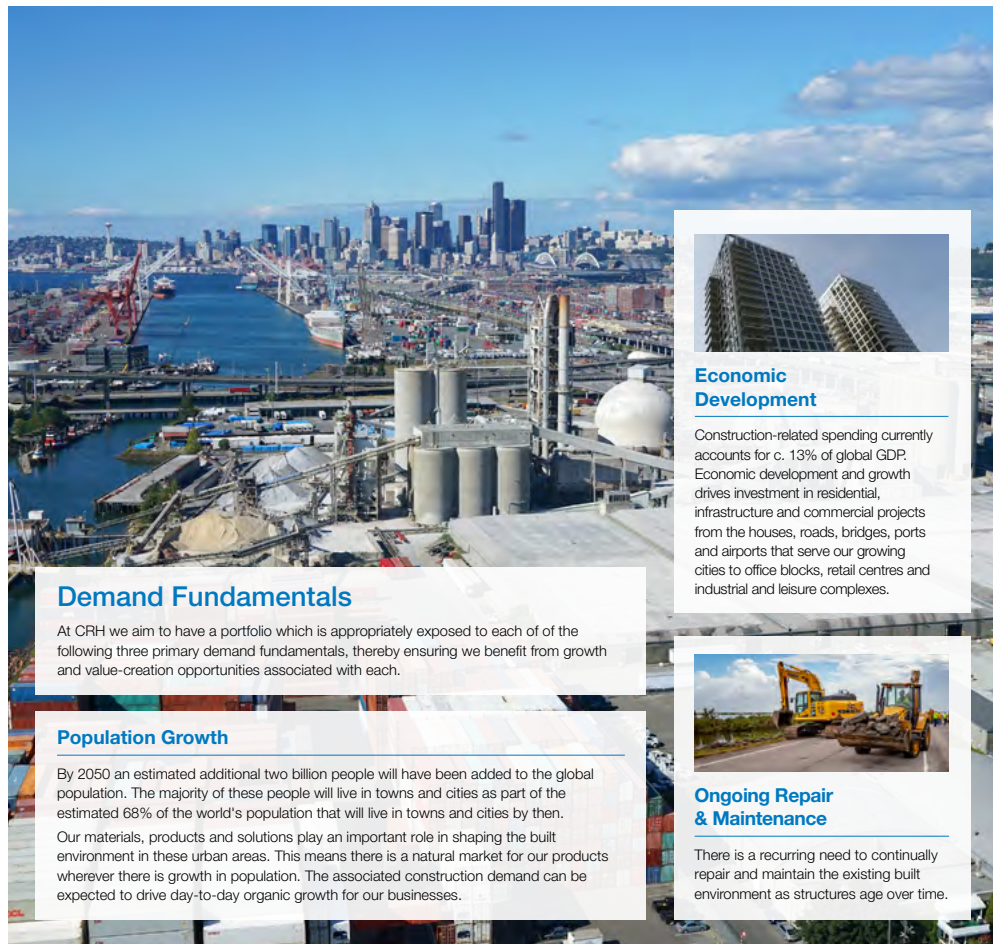 Demand Fundamentals
At CRH we aim to have a portfolio which is appropriately exposed to each of of the
following three primary demand fundamentals, thereby ensuring we benefit from growth
and value-creation opportunities associated with each.
Population Growth
By 2050 an estimated additional two billion people will have been added to the global
population. The majority of these people will live in towns and cities as part of the
estimated 68% of the world's population that will live in towns and cities by then.
Our materials, products and solutions play an important role in shaping the built
environment in these urban areas. This means there is a natural market for our products
wherever there is growth in population. The associated construction demand can be
expected to drive day-to-day organic growth for our businesses.
Economic
Development
Construction-related spending currently
accounts for c. 13% of global GDP.
Economic development and growth
drives investment in residential,
infrastructure and commercial projects
from the houses, roads, bridges, ports
and airports that serve our growing
cities to office blocks, retail centres and
industrial and leisure complexes.
Ongoing Repair
& Maintenance
There is a recurring need to continually
repair and maintain the existing built
environment as structures age over time.